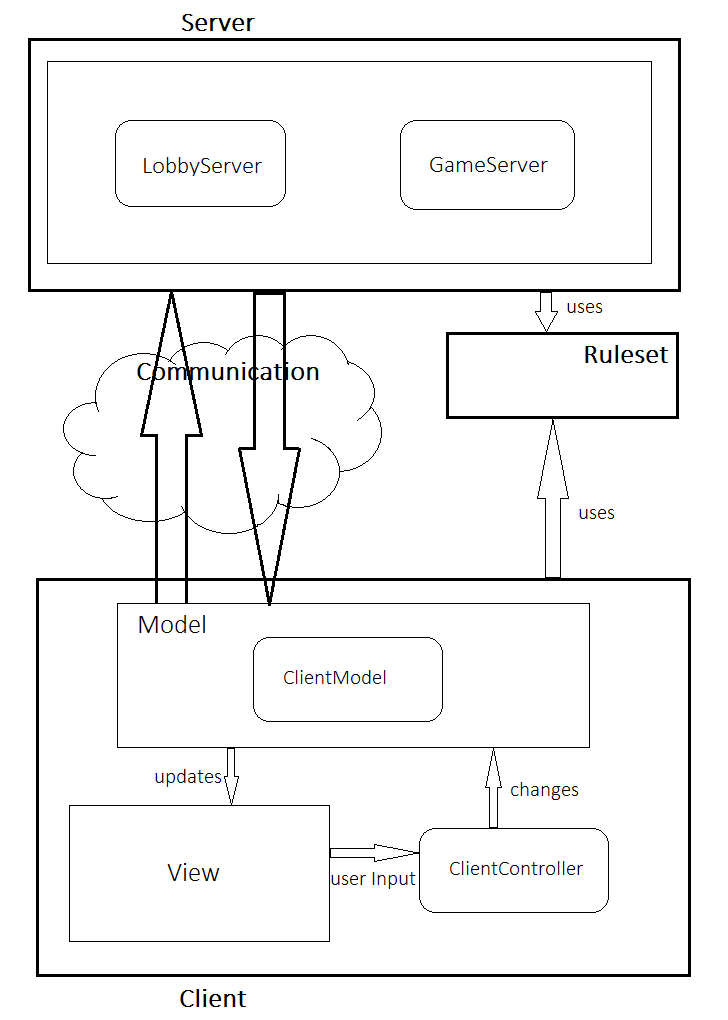 Server
LobbyServer
GameServer
uses
Ruleset
Communication
uses
Model
ClientModel
updates
changes
View
user Input
ClientController
Client